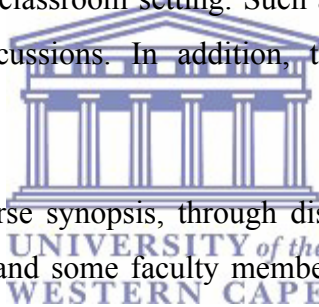 classroom setting. Such
cussions. In addition, t
rse synopsis, through dis
UNIVERSITY of the
and some faculty membe
WESTERN CAPE